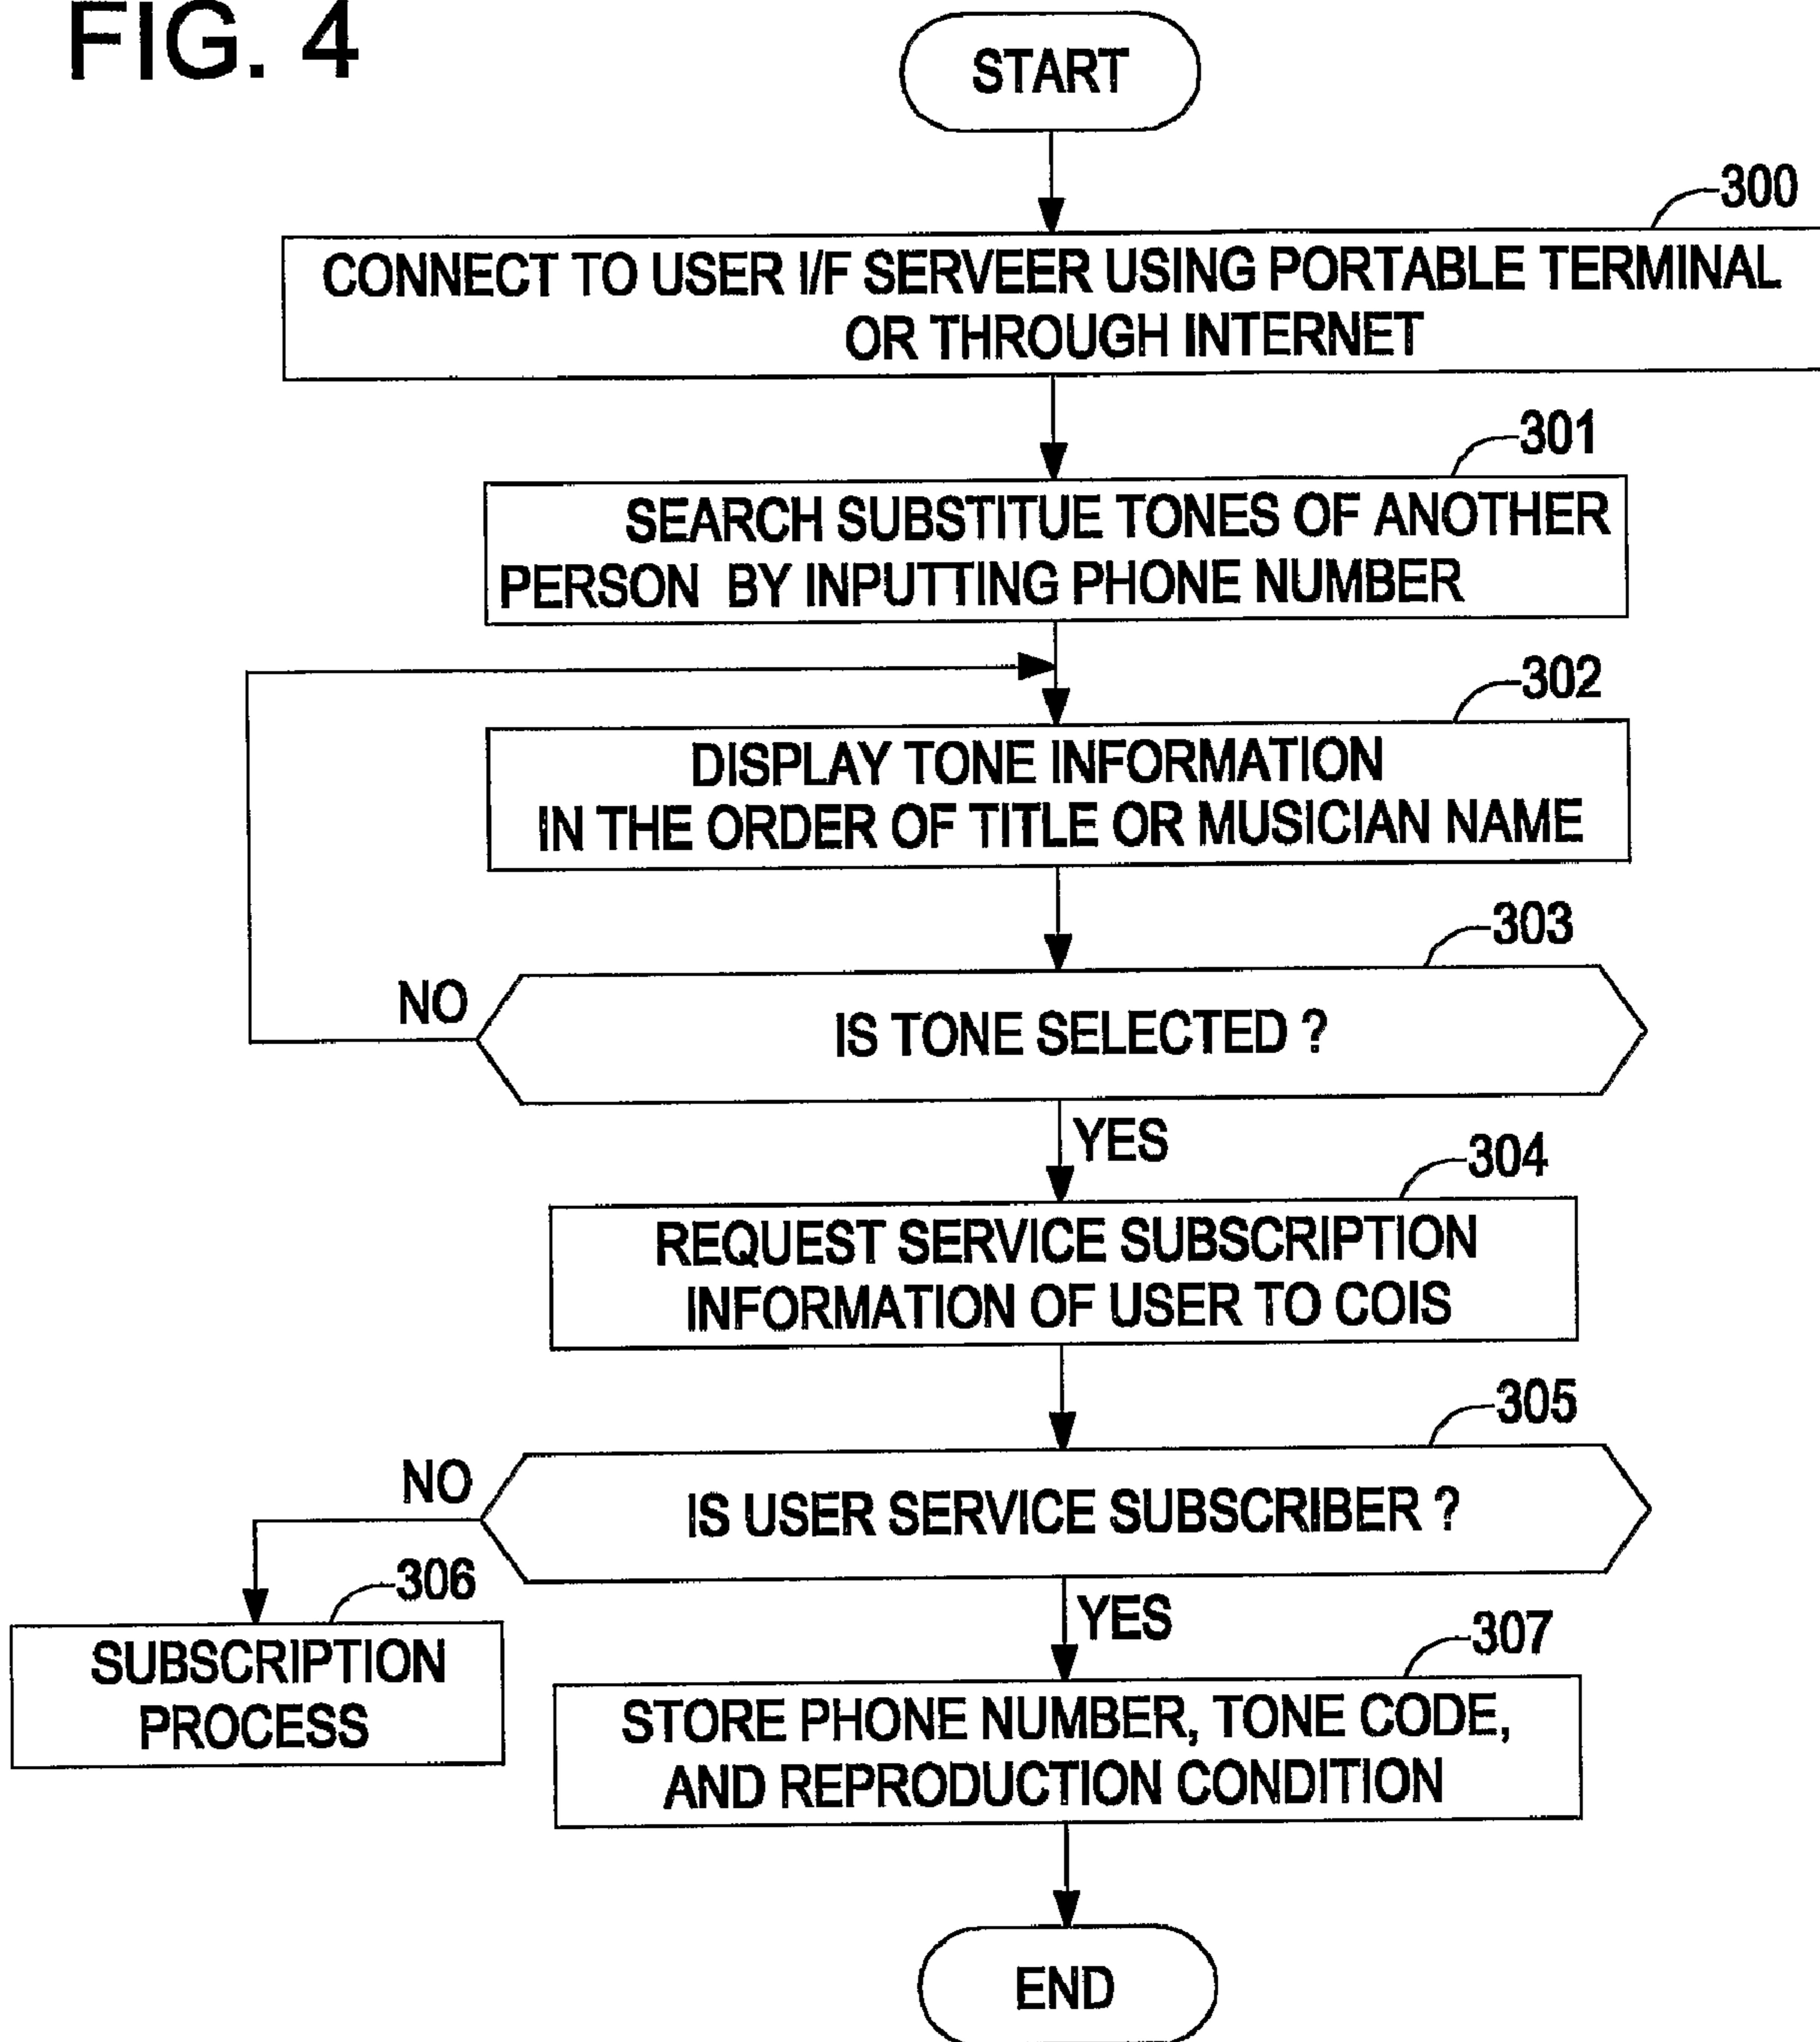 FIG. 4
START
300
CONNECT TO USER I/F SERVEER USING PORTABLE TERMINAL
OR THROUGH INTERNET
301
SEARCH SUBSTITUE TONES OF ANOTHER
PERSON BY INPUTTING PHONE NUMBER
302
DISPLAY TONE INFORMATION
IN THE ORDER OF TITLE OR MUSICIAN NAME
303
NO
IS TONE SELECTED ?
YES
304
REQUEST SERVICE SUBSCRIPTION
INFORMATION OF USER TO COIS
305
NO
IS USER SERVICE SUBSCRIBER ?
306
SUBSCRIPTION
PROCESS
YES
307
STORE PHONE NUMBER, TONE CODE,
AND REPRODUCTION CONDITION
END